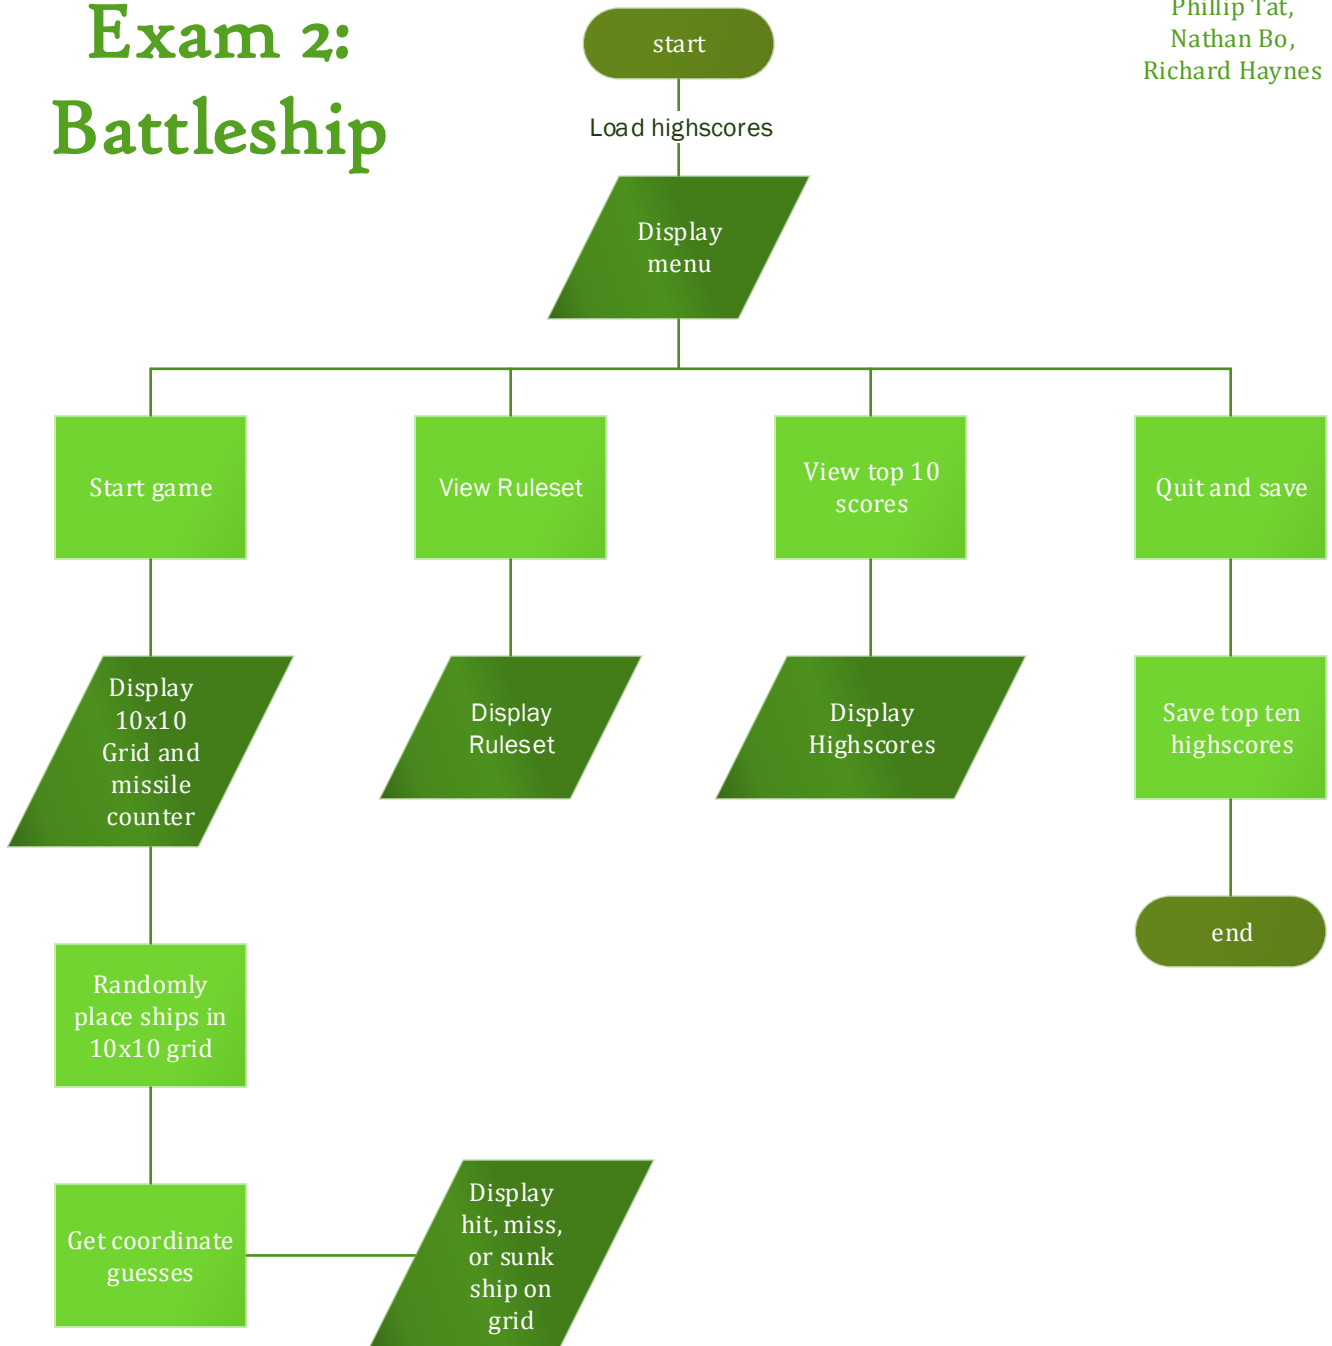 Exam 2:
Battleship
Phillip Tat,
Nathan Bo,
Richard Haynes
start
Load highscores
Display
menu
Start game
View Ruleset
View top 10
scores
Quit and save
Display
10x10
Grid and
missile
counter
Display
Ruleset
Display
Highscores
Save top ten
highscores
end
Randomly
place ships in
10x10 grid
Get coordinate
guesses
Display
hit, miss,
or sunk
ship on
grid